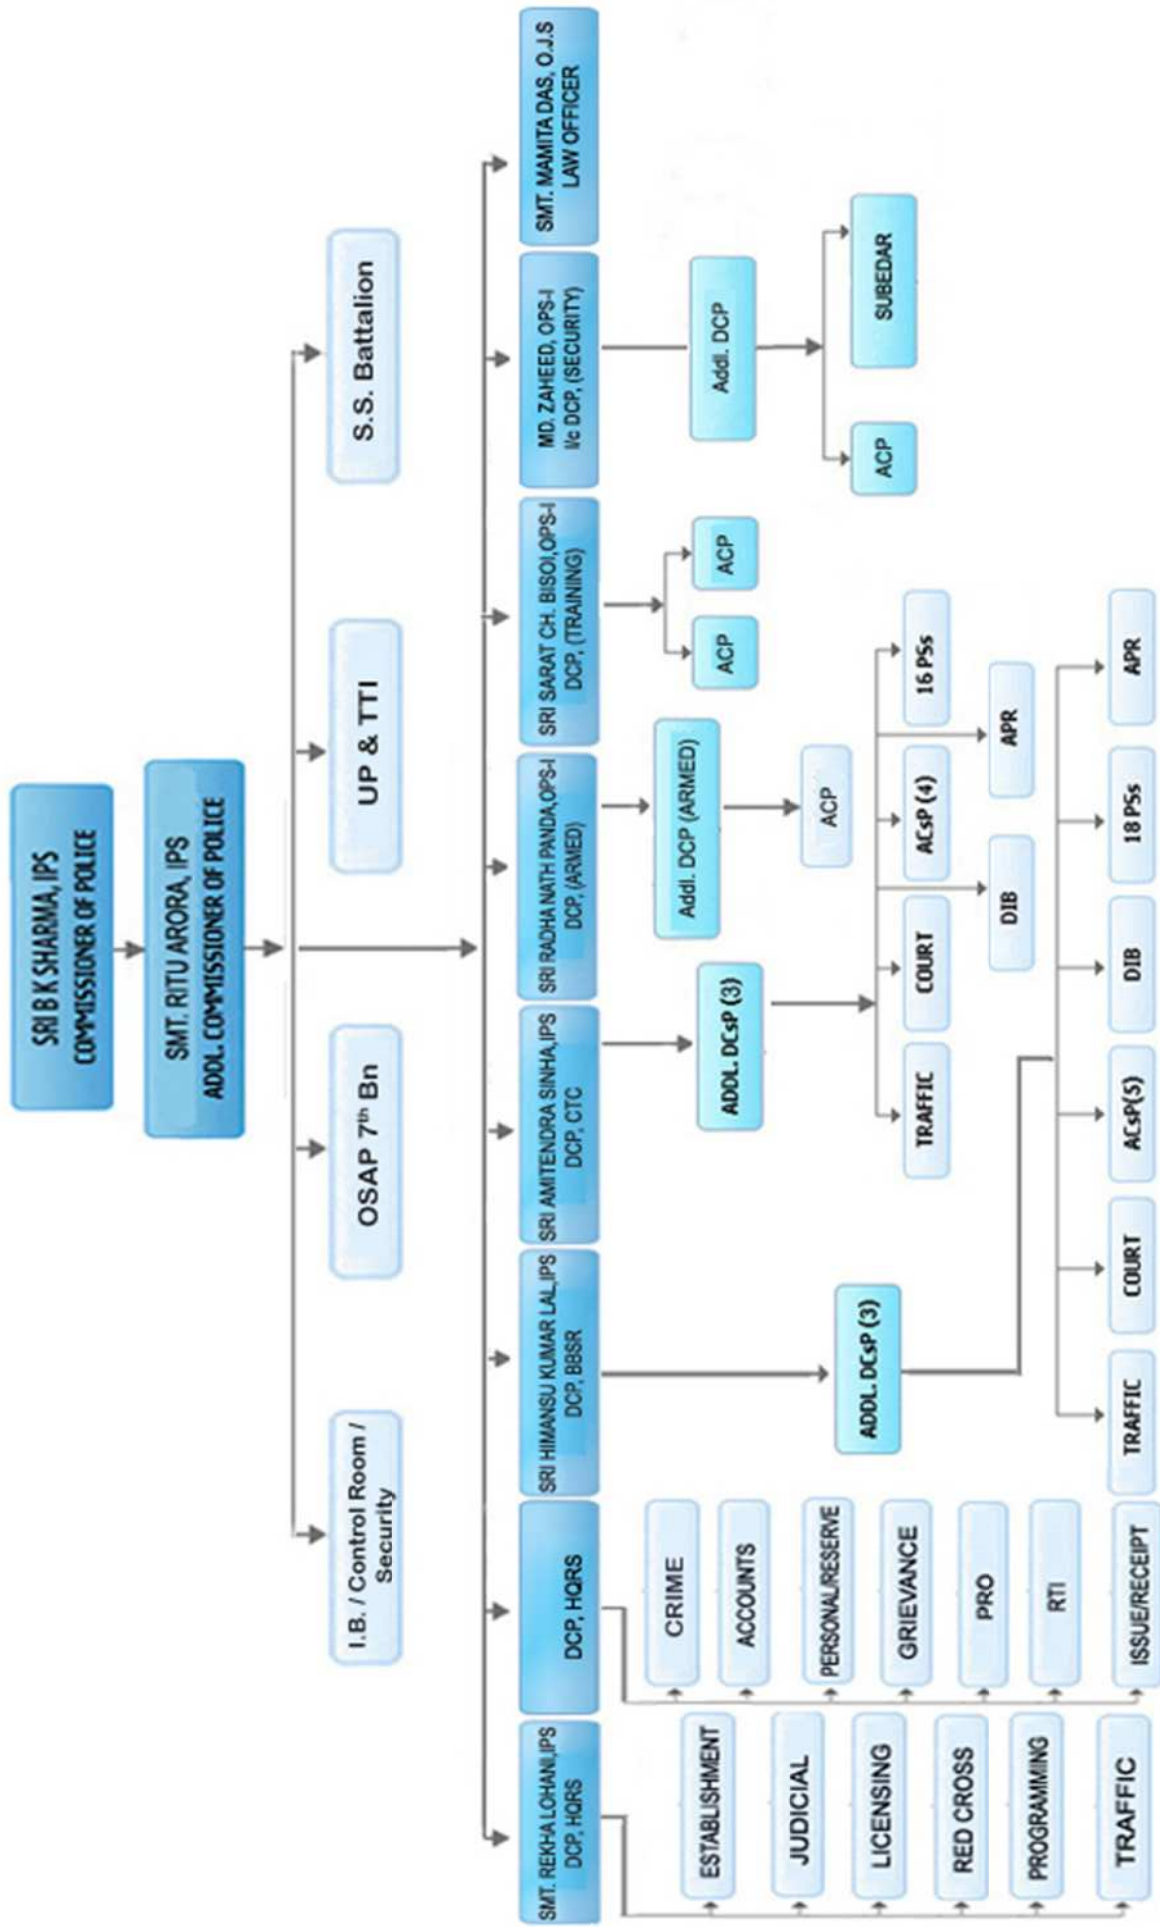 SRI B K SHARMA, IPS
COMMISSIONER OF POLICE
SMT. RITU ARORA, IPS
ADDL. COMMISSIONER OF POLICE
I.B. / Control Room /
Security
OSAP 7th Bn
UP & TTI
S.S. Battalion
SMT. REKHA LOHANI,IPS
DCP, HQRS
DCP, HQRS
SRI HIMANSU KUMAR LAL,IPS
DCP, BBSR
SRI AMITENDRA SINHA,IPS
DCP, CTC
SRI RADHA NATH PANDA,OPS-I
DCP, (ARMED)
SRI SARAT CH. BISOI,OPS-I
DCP, (TRAINING)
MD. ZAHEED, OPS-I
I/c DCP, (SECURITY)
SMT. MAMITA DAS, O.J.S
LAW OFFICER
ESTABLISHMENT
JUDICIAL
LICENSING
RED CROSS
PROGRAMMING
TRAFFIC
CRIME
ACCOUNTS
PERSONAL/RESERVE
GRIEVANCE
PRO
RTI
ISSUE/RECEIPT
ADDL. DCsP (3)
TRAFFIC
COURT
ACsP(5)
DIB
18 PSs
APR
ADDL. DCsP (3)
TRAFFIC
COURT
ACsP (4)
16 PSs
DIB
APR
Addl. DCP (ARMED)
ACP
ACP
ACP
Addl. DCP
ACP
SUBEDAR